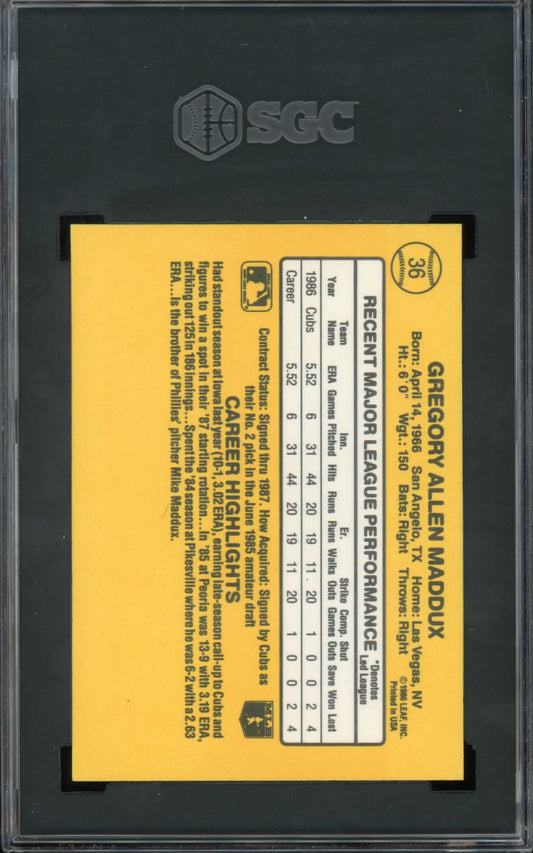 SGC
36
GREGORY ALLEN MADDUX
Born: April 14, 1966 San Angelo, TX Home: Las Vegas, NV
Ht.: 6' 0" Wgt.: 150 Bats: Right Throws: Right
©1986 LEAF, INC.
Printed in USA
RECENT MAJOR LEAGUE PERFORMANCE *Denotes
Led League
Team Inn. Er. Strike Comp. Shut
Year Name ERA Games Pitched Hits Runs Runs Walks Outs Games Outs Save Won Lost
1986 Cubs 5.52 6 31 44 20 19 11 . 20 1 0 0 2 4
Career 5.52 6 31 44 20 19 11 20 1 0 0 2 4
Contract Status: Signed thru 1987. How Acquired: Signed by Cubs as
their No. 2 pick in the June 1985 amateur draft
CAREER HIGHLIGHTS
Had standout season at Iowa last year (10-1, 3.02 ERA), earning late-season call-up to Cubs and
figures to win a spot in their '87 starting rotation...In '85 at Peoria was 13-9 with 3.19 ERA,
striking out 125 in 186 innings...Spent the '84 season at Pikesville where he was 6-2 with a 2.63
ERA...Is the brother of Phillies' pitcher Mike Maddux.